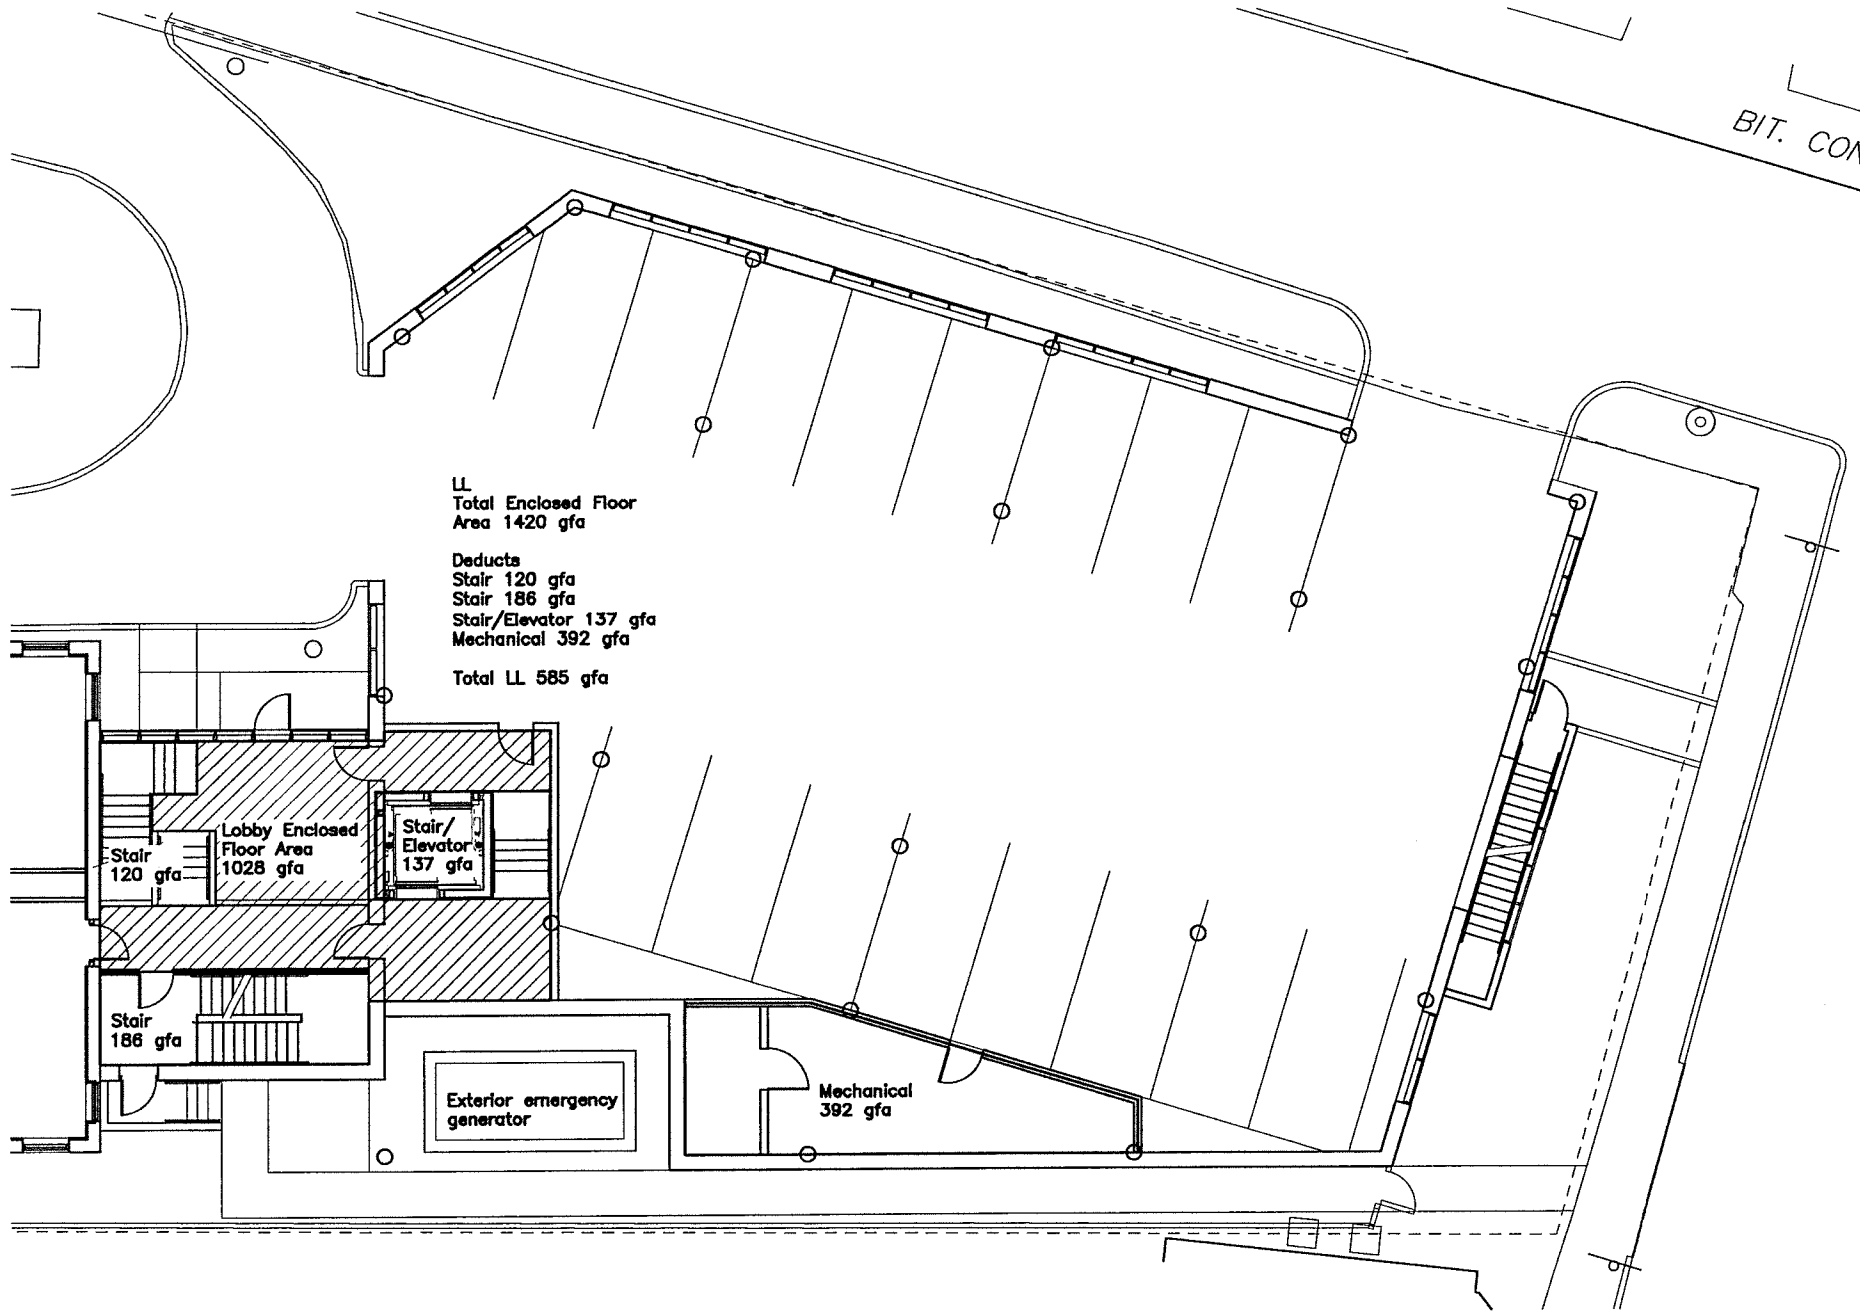 BIT. CON
LL
Total Enclosed Floor
Area 1420 gfa
Deducts
Stair 120 gfa
Stair 186 gfa
Stair/Elevator 137 gfa
Mechanical 392 gfa
Total LL 585 gfa
Lobby Enclosed
Floor Area
1028 gfa
Stair/
Elevator
137 gfa
Stair
120 gfa
Stair
186 gfa
Exterior emergency
generator
Mechanical
392 gfa